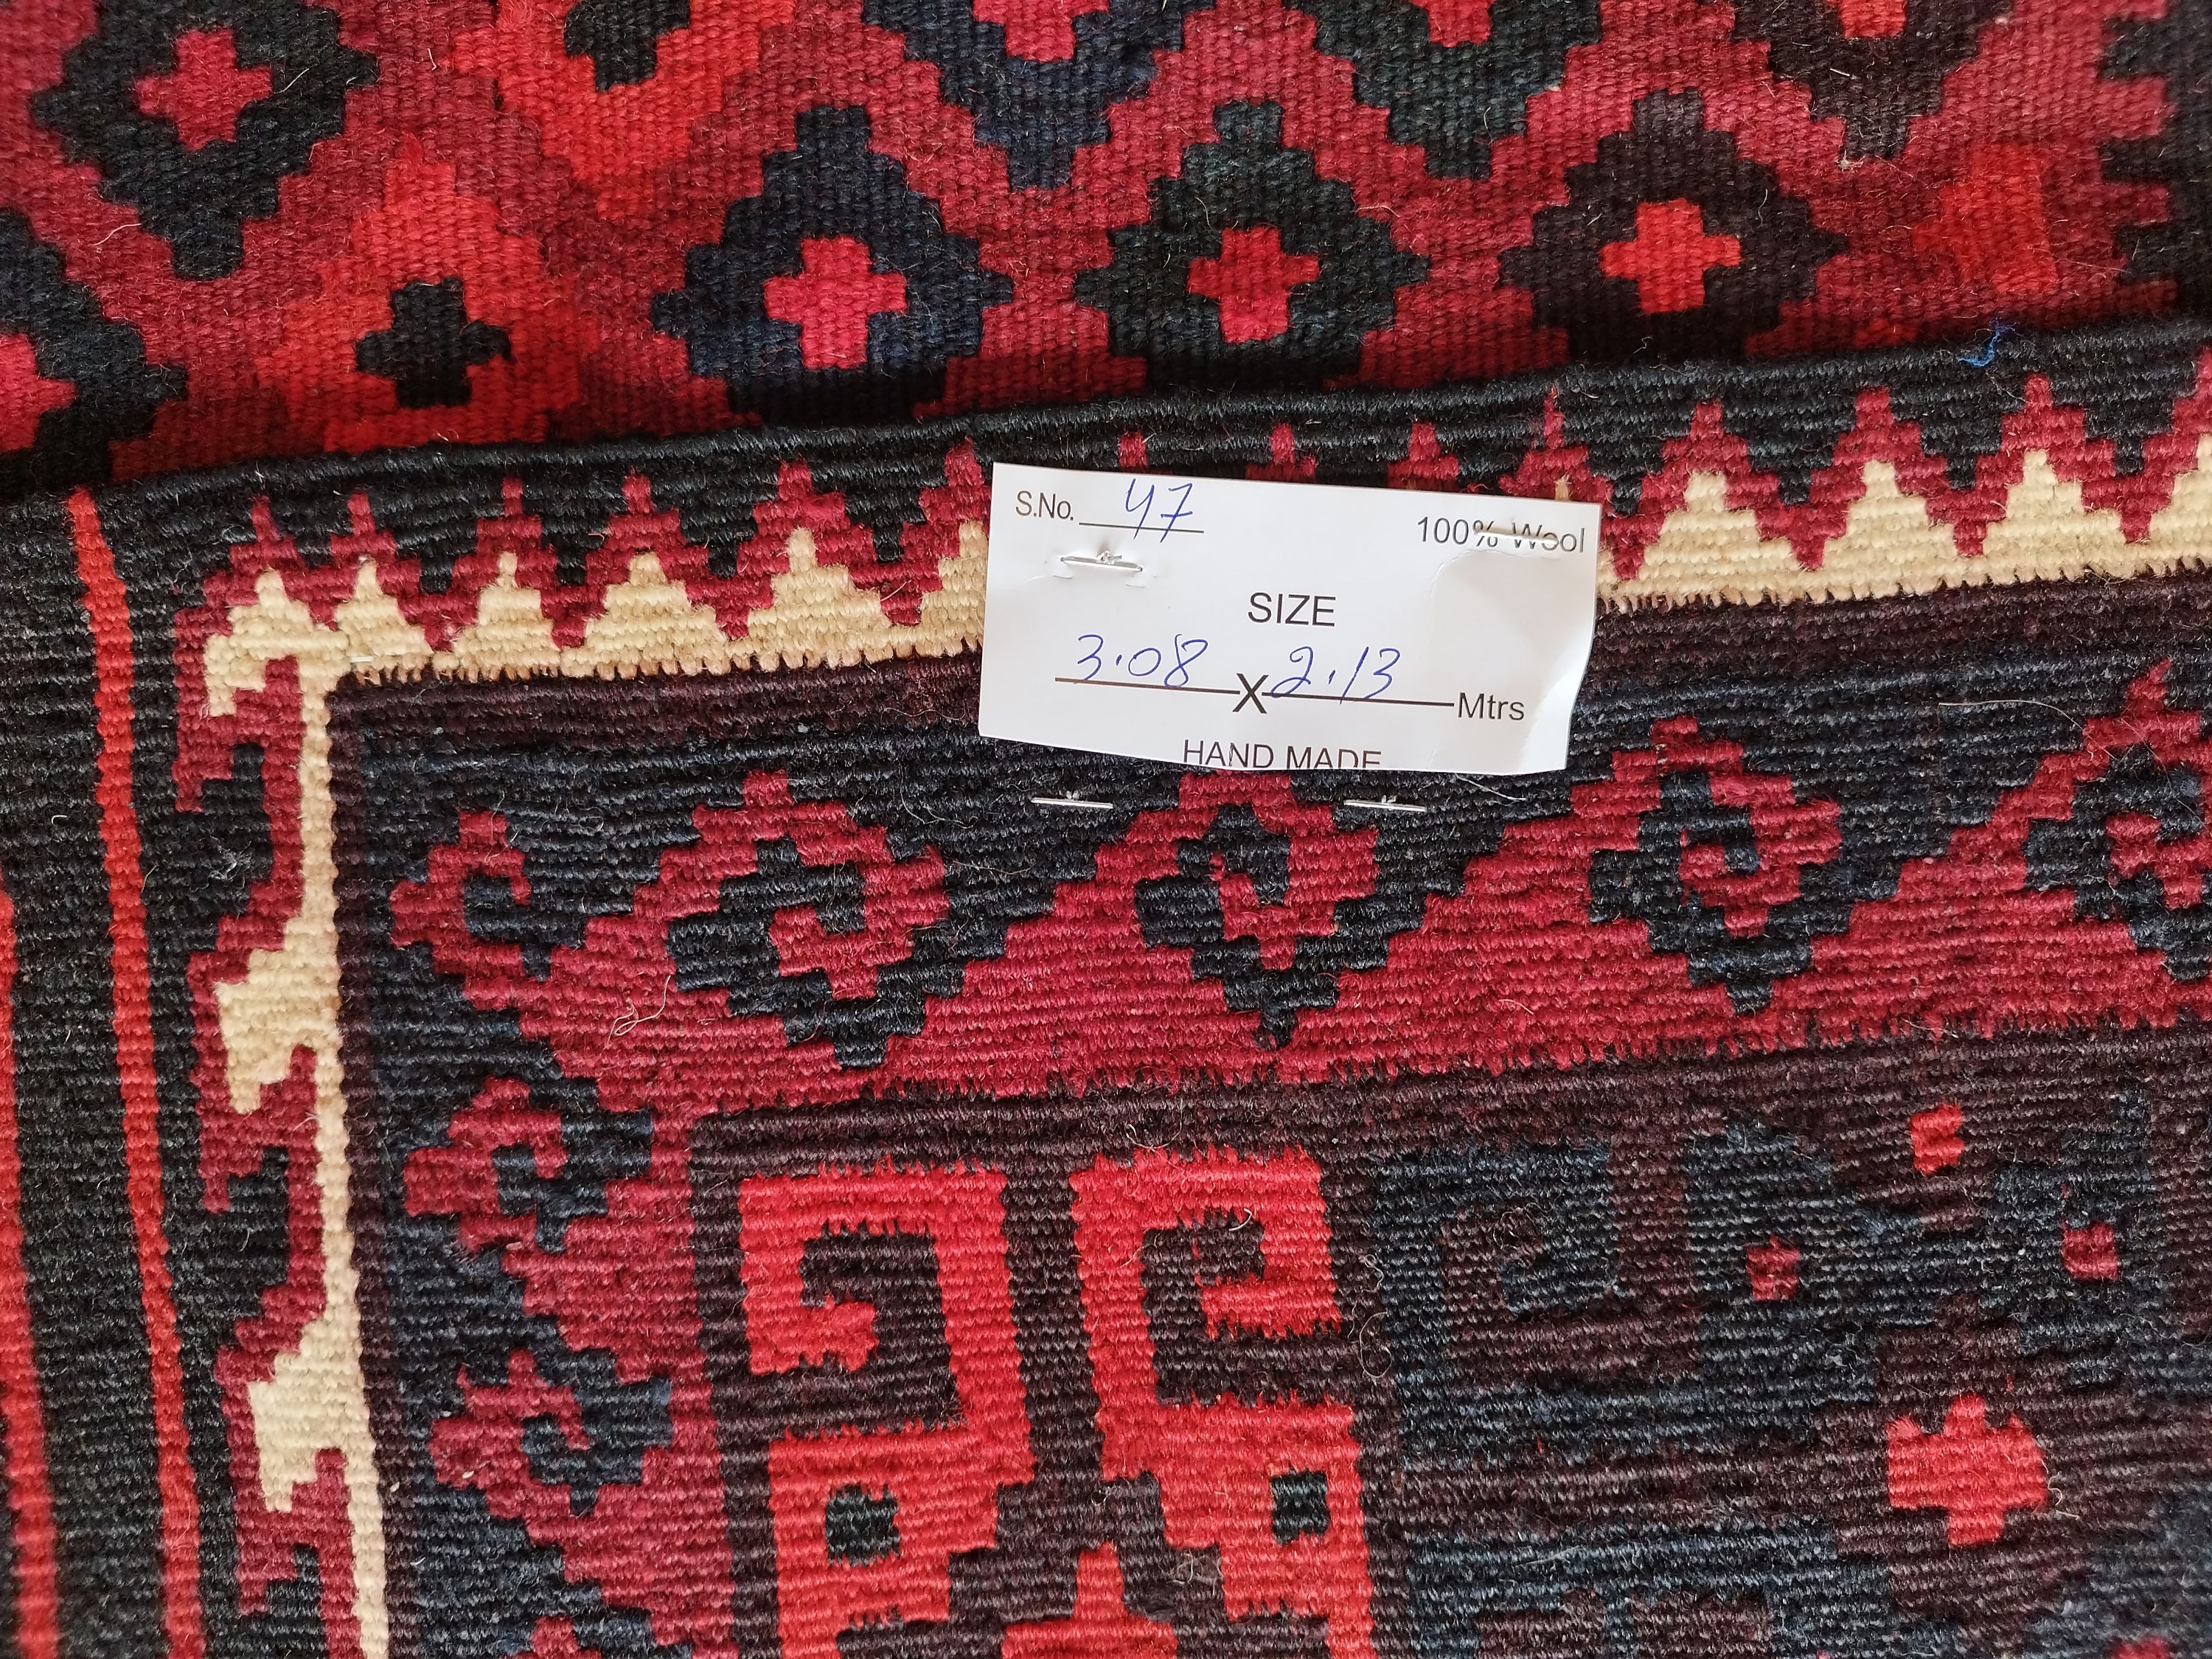 S.No. 47
100% Wool
SIZE
3.08 X 2.13 Mtrs
HAND MADE